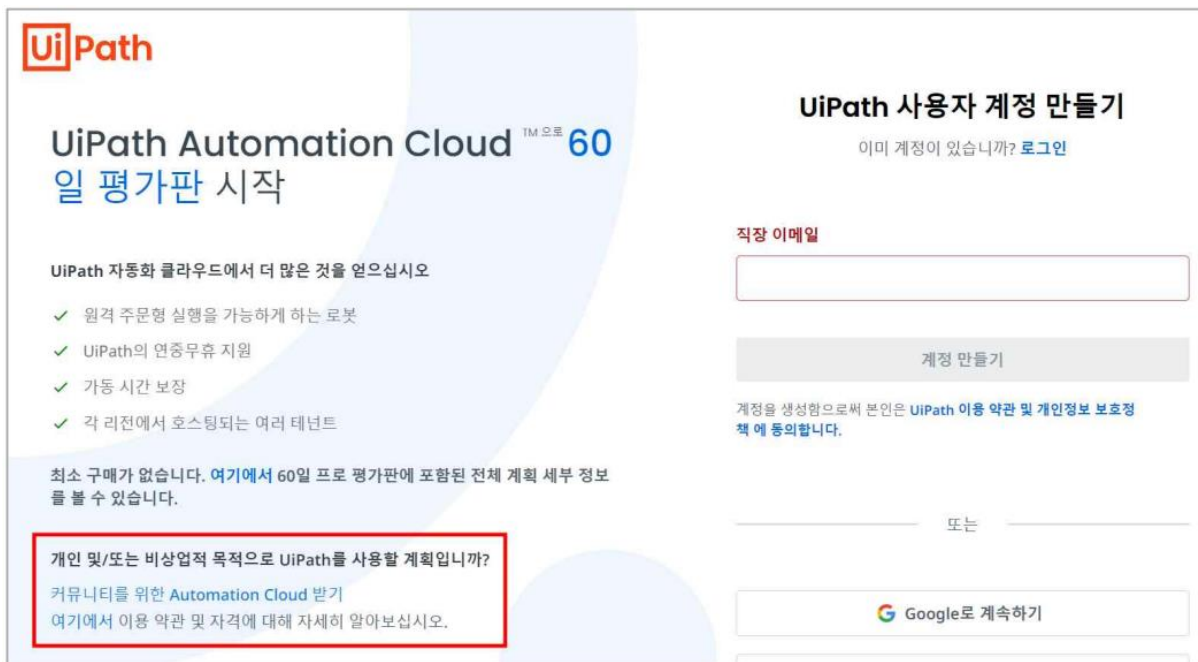 UiPath
UiPath Automation Cloud ™으로 60
일 평가판 시작
UiPath 자동화 클라우드에서 더 많은 것을 얻으십시오
원격 주문형 실행을 가능하게 하는 로봇
UiPath의 연중무휴 지원
가동 시간 보장
각 리전에서 호스팅되는 여러 테넌트
최소 구매가 없습니다. 여기에서 60일 프로 평가판에 포함된 전체 계획 세부 정보
를 볼 수 있습니다.
개인 및/또는 비상업적 목적으로 UiPath를 사용할 계획입니까?
커뮤니티를 위한 Automation Cloud 받기
여기에서 이용 약관 및 자격에 대해 자세히 알아보십시오.
UiPath 사용자 계정 만들기
이미 계정이 있습니까? 로그인
직장 이메일
계정 만들기
계정을 생성함으로써 본인은 UiPath 이용 약관 및 개인정보 보호정
책 에 동의합니다.
또는
Google로 계속하기